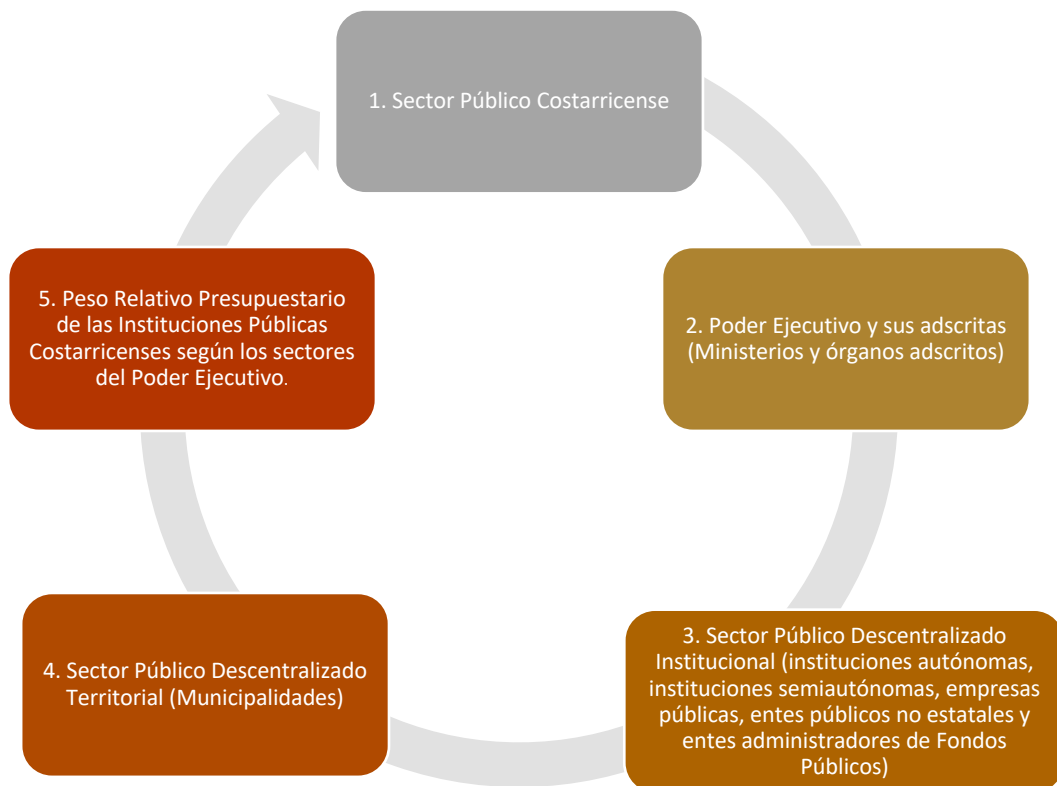 1. Sector Público Costarricense
2. Poder Ejecutivo y sus adscritas
(Ministerios y órganos adscritos)
3. Sector Público Descentralizado
Institucional (instituciones autónomas,
instituciones semiautónomas, empresas
públicas, entes públicos no estatales y
entes administradores de Fondos
Públicos)
4. Sector Público Descentralizado
Territorial (Municipalidades)
5. Peso Relativo Presupuestario
de las Instituciones Públicas
Costarricenses según los sectores
del Poder Ejecutivo.